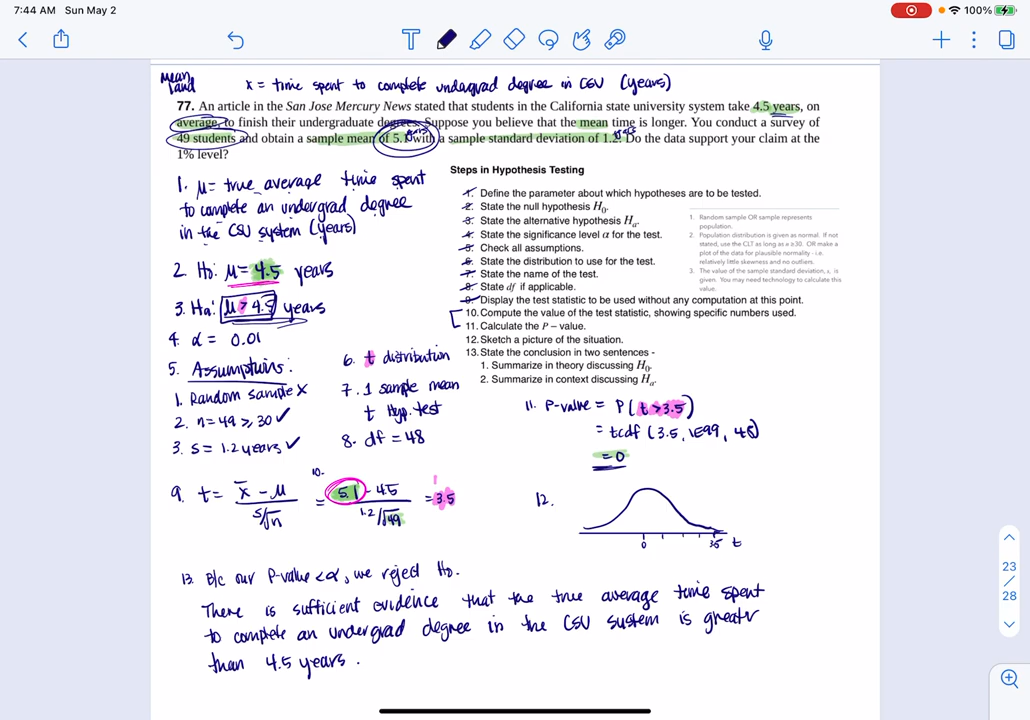 7:44 AM Sun May 2
100%
Mean
and
x = time spent to complete undergrad degree in CSU (years)
77. An article in the San Jose Mercury News stated that students in the California state university system take 4.5 years, on
average, to finish their undergraduate degrees. Suppose you believe that the mean time is longer. You conduct a survey of
49 students and obtain a sample mean of 5.1 with a sample standard deviation of 1.2. Do the data support your claim at the
1% level?
Steps in Hypothesis Testing
1. Define the parameter about which hypotheses are to be tested.
2. State the null hypothesis H₀.
3. State the alternative hypothesis Hₐ.
4. State the significance level α for the test.
5. Check all assumptions.
6. State the distribution to use for the test.
7. State the name of the test.
8. State df if applicable.
9. Display the test statistic to be used without any computation at this point.
10. Compute the value of the test statistic, showing specific numbers used.
11. Calculate the P – value.
12. Sketch a picture of the situation.
13. State the conclusion in two sentences -
1. Summarize in theory discussing H₀.
2. Summarize in context discussing Hₐ.
1. Random sample OR sample represents
population.
2. Population distribution is given as normal. If not
stated, use the CLT as long as n ≥30. OR make a
plot of the data for plausible normality - i.e.
relatively little skewness and no outliers.
3. The value of the sample standard deviation, s, is
given. You may need technology to calculate this
value.
1. μ = true average time spent
to complete an undergrad degree
in the CSU system (years)
2. H₀: μ = 4.5 years
3. Ha: μ > 4.5 years
4. α = 0.01
5. Assumptions:
1. Random sample X
2. n=49 ≥ 30 ✓
3. s = 1.2 years ✓
6. t distribution
7. 1 sample mean
t Hyp. test
8. df = 48
9. t = x̄ - μ / s/√n
10. = 5.1 - 4.5 / 1.2/√49 = 3.5
11. P-value = P(t > 3.5)
= tcdf (3.5, 1E99, 48)
= 0
12.
0 3.5 t
13. B/c our P-value < α, we reject H₀.
There is sufficient evidence that the true average time spent
to complete an undergrad degree in the CSU system is greater
than 4.5 years.
23
/
28